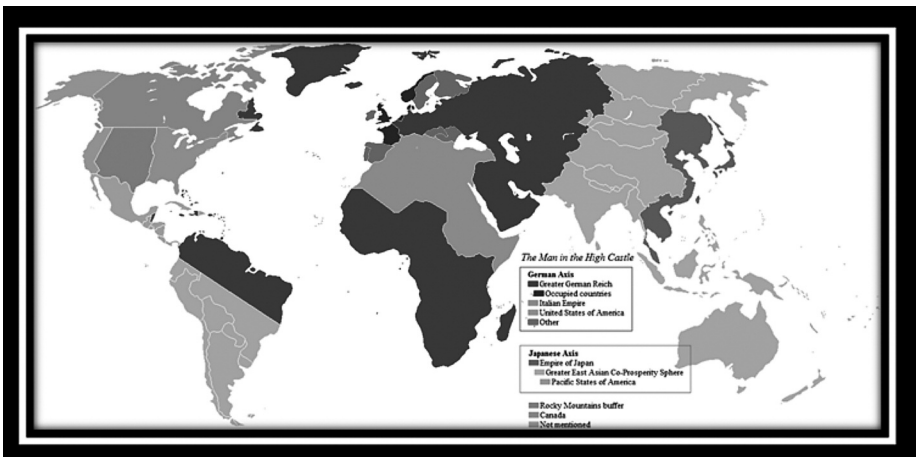 The Man in the High Castle
German Axis
Greater German Reich
Occupied countries
Italian Empire
United States of America
Other
Japanese Axis
Empire of Japan
Greater East Asian Co-Prosperity Sphere
Pacific States of America
Rocky Mountains buffer
Canada
Not mentioned